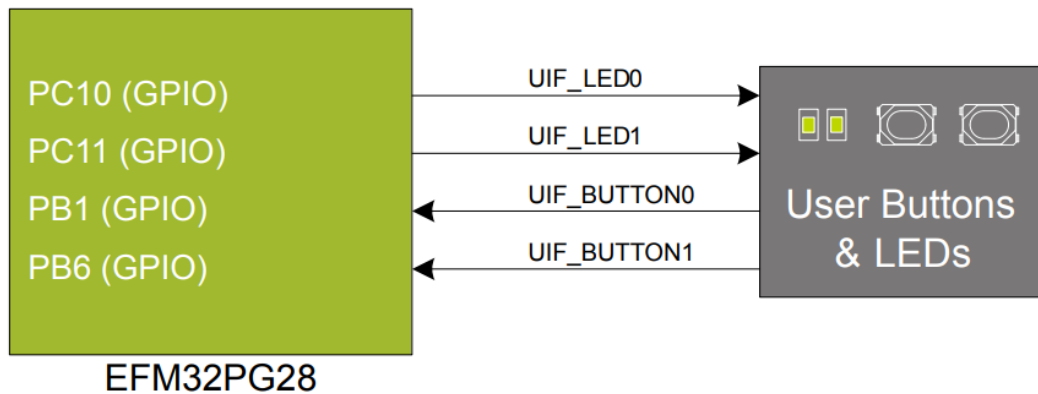 PC10 (GPIO)
PC11 (GPIO)
PB1 (GPIO)
PB6 (GPIO)
UIF_LED0
UIF_LED1
UIF_BUTTON0
UIF_BUTTON1
User Buttons
& LEDs
EFM32PG28